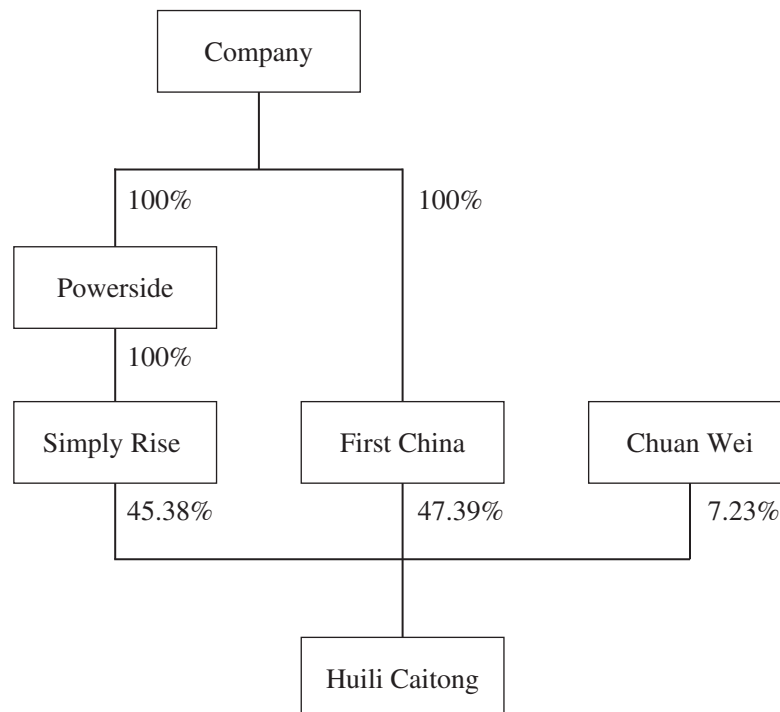 Company
100%
100%
Powerside
100%
Simply Rise
First China
Chuan Wei
45.38%
47.39%
7.23%
Huili Caitong